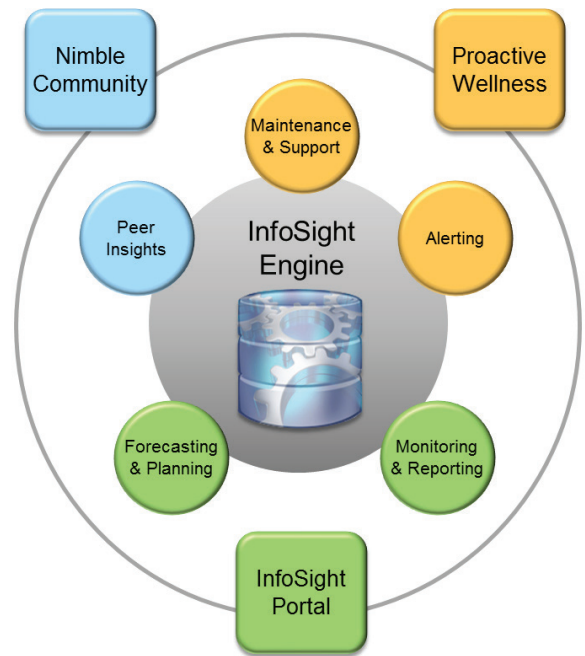 Nimble
Community
Proactive
Wellness
Maintenance
& Support
Peer
Insights
InfoSight
Engine
Alerting
Forecasting
& Planning
Monitoring
& Reporting
InfoSight
Portal